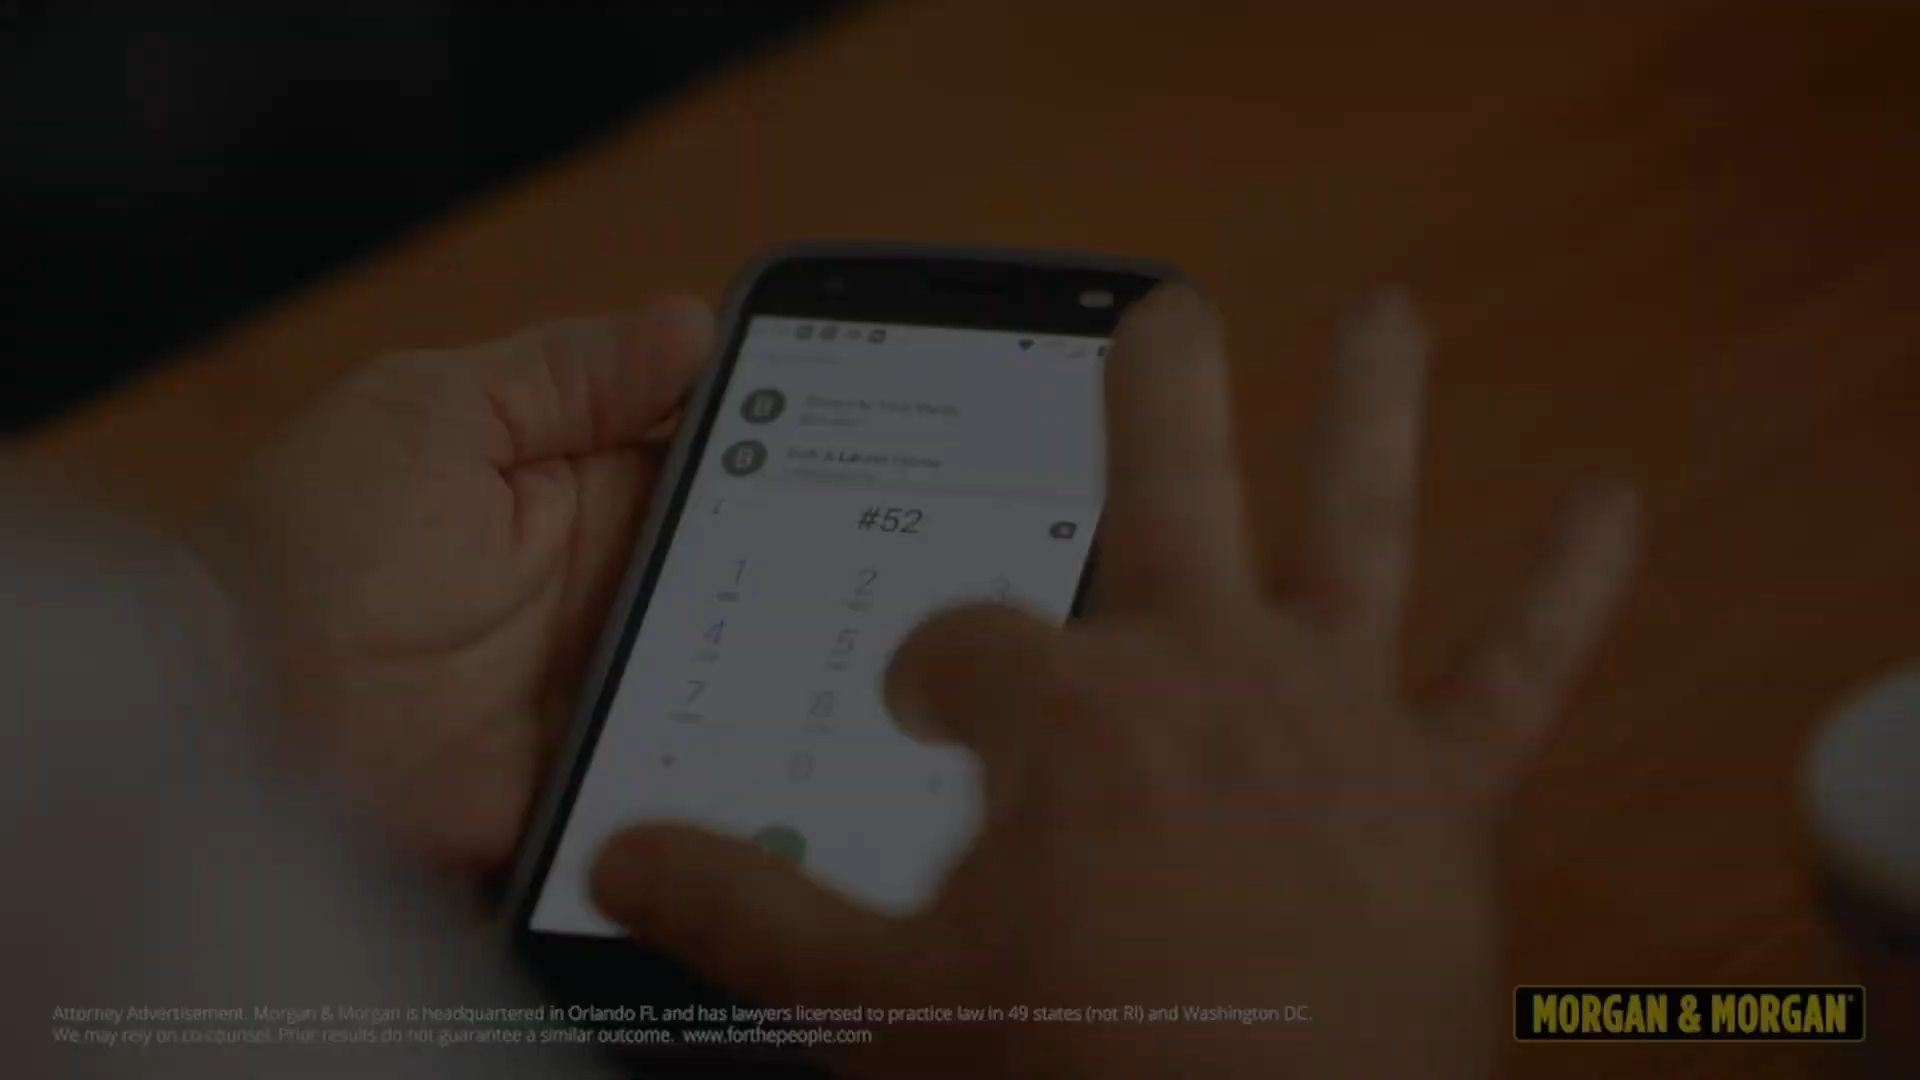 B
B
#52
1
2
3
4
5
7
8
0
Attorney Advertisement. Morgan & Morgan is headquartered in Orlando FL and has lawyers licensed to practice law in 49 states (not RI) and Washington DC.
We may rely on co-counsel. Prior results do not guarantee a similar outcome. www.forthepeople.com
MORGAN & MORGAN